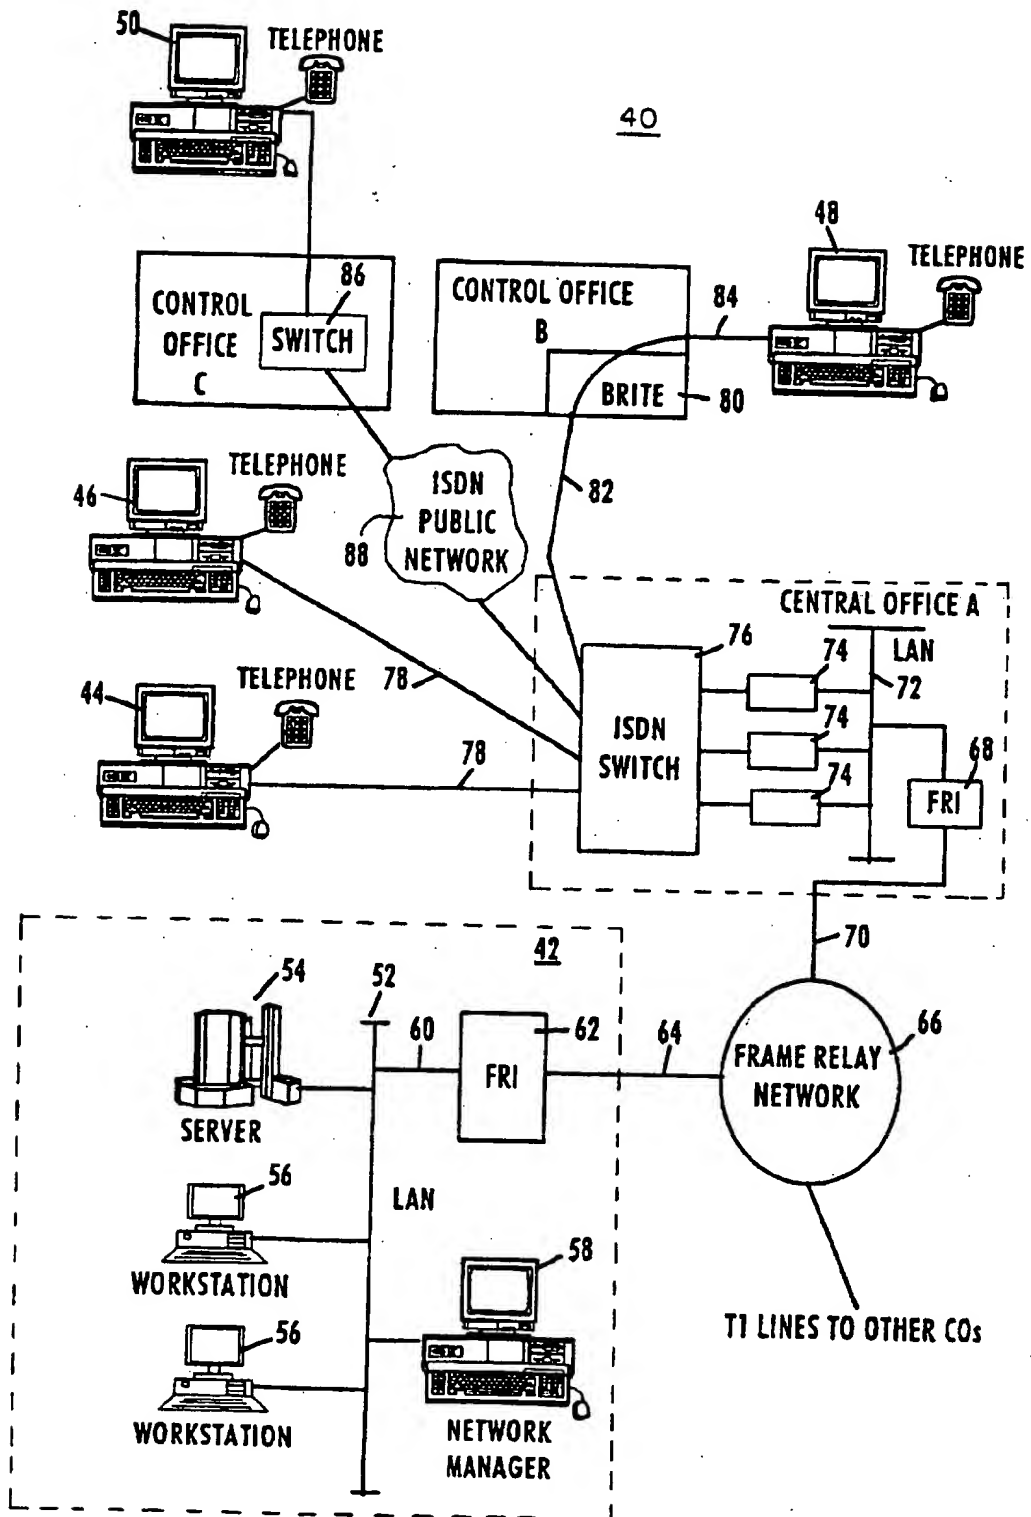 50
TELEPHONE
40
48
TELEPHONE
CONTROL
OFFICE
C
86
SWITCH
CONTROL OFFICE
B
84
BRITE
80
46
TELEPHONE
ISDN
PUBLIC
NETWORK
88
82
CENTRAL OFFICE A
76
74
LAN
72
78
44
TELEPHONE
ISDN
SWITCH
74
68
78
74
FRI
70
42
54
52
60
62
64
66
FRI
FRAME RELAY
NETWORK
SERVER
56
LAN
WORKSTATION
58
56
T1 LINES TO OTHER COs
WORKSTATION
NETWORK
MANAGER